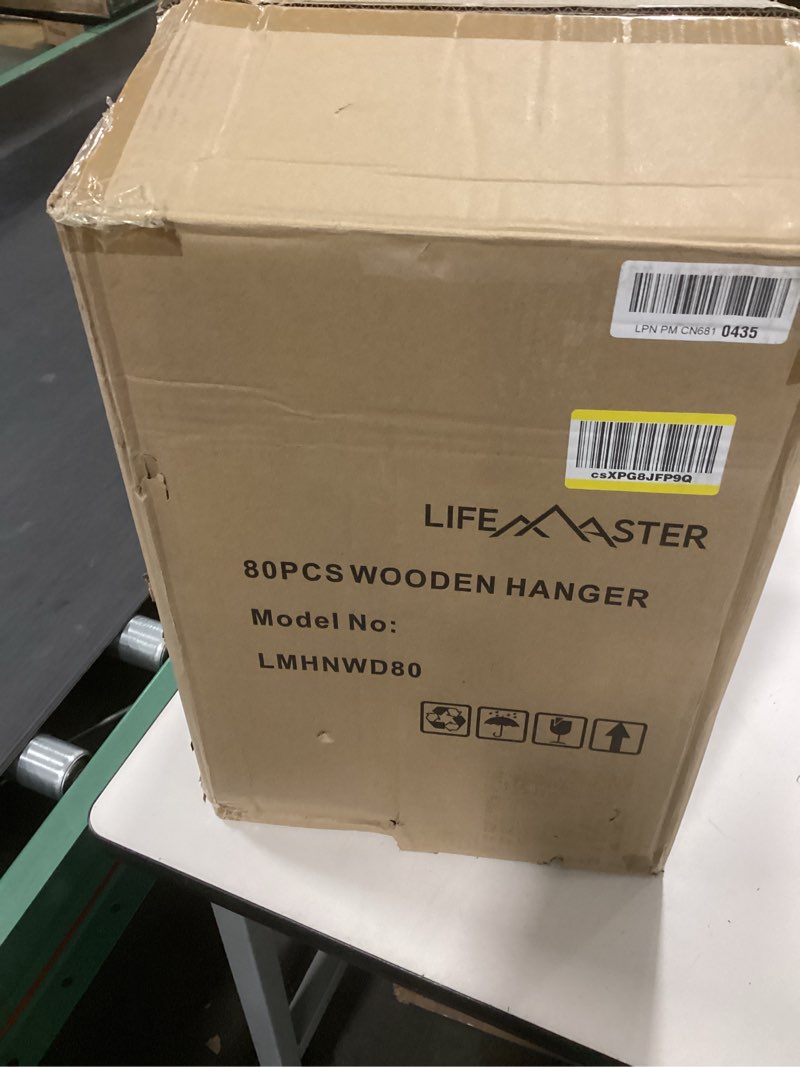 LPN PM CN681 0435
csXPG8JFP9Q
LIFEMASTER
80PCS WOODEN HANGER
Model No:
LMHNWD80